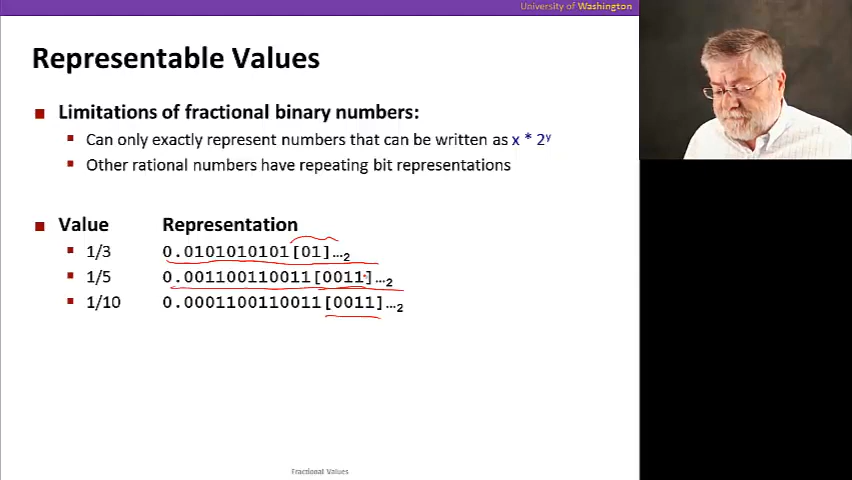 University of Washington
Representable Values
Limitations of fractional binary numbers:
Can only exactly represent numbers that can be written as x * 2^y
Other rational numbers have repeating bit representations
Value Representation
1/3 0.0101010101[01]…₂
1/5 0.001100110011[0011]…₂
1/10 0.0001100110011[0011]…₂
Fractional Values